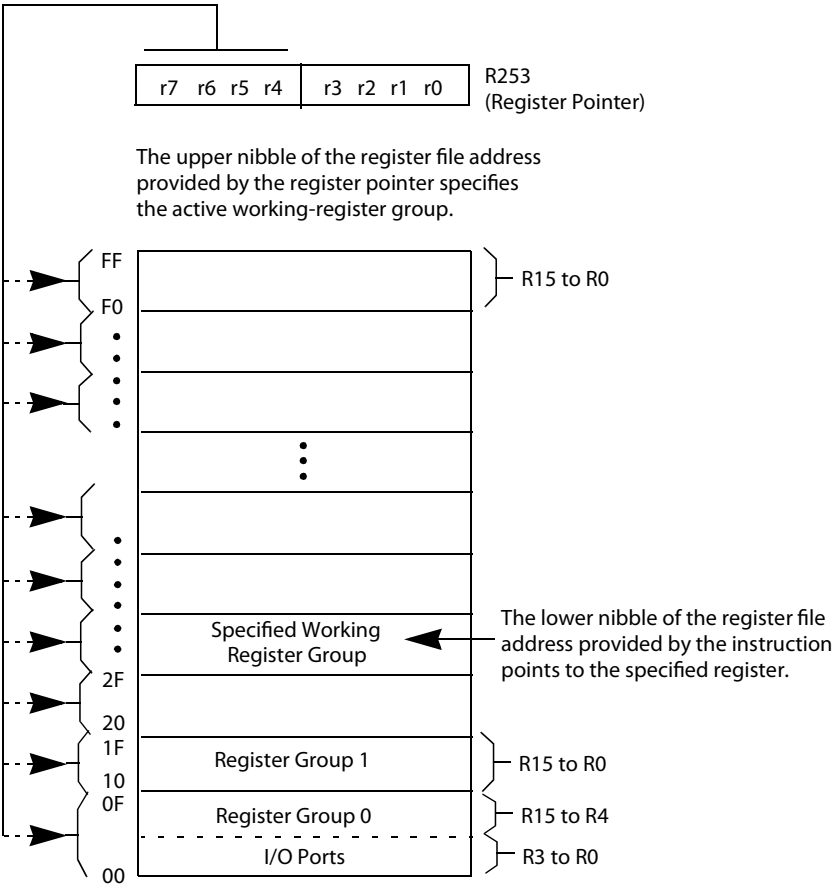 r7 r6 r5 r4 r3 r2 r1 r0
R253
(Register Pointer)
The upper nibble of the register file address
provided by the register pointer specifies
the active working-register group.
FF
R15 to R0
F0
Specified Working
Register Group
The lower nibble of the register file
address provided by the instruction
points to the specified register.
2F
20
1F
Register Group 1
R15 to R0
10
0F
Register Group 0
R15 to R4
I/O Ports
R3 to R0
00